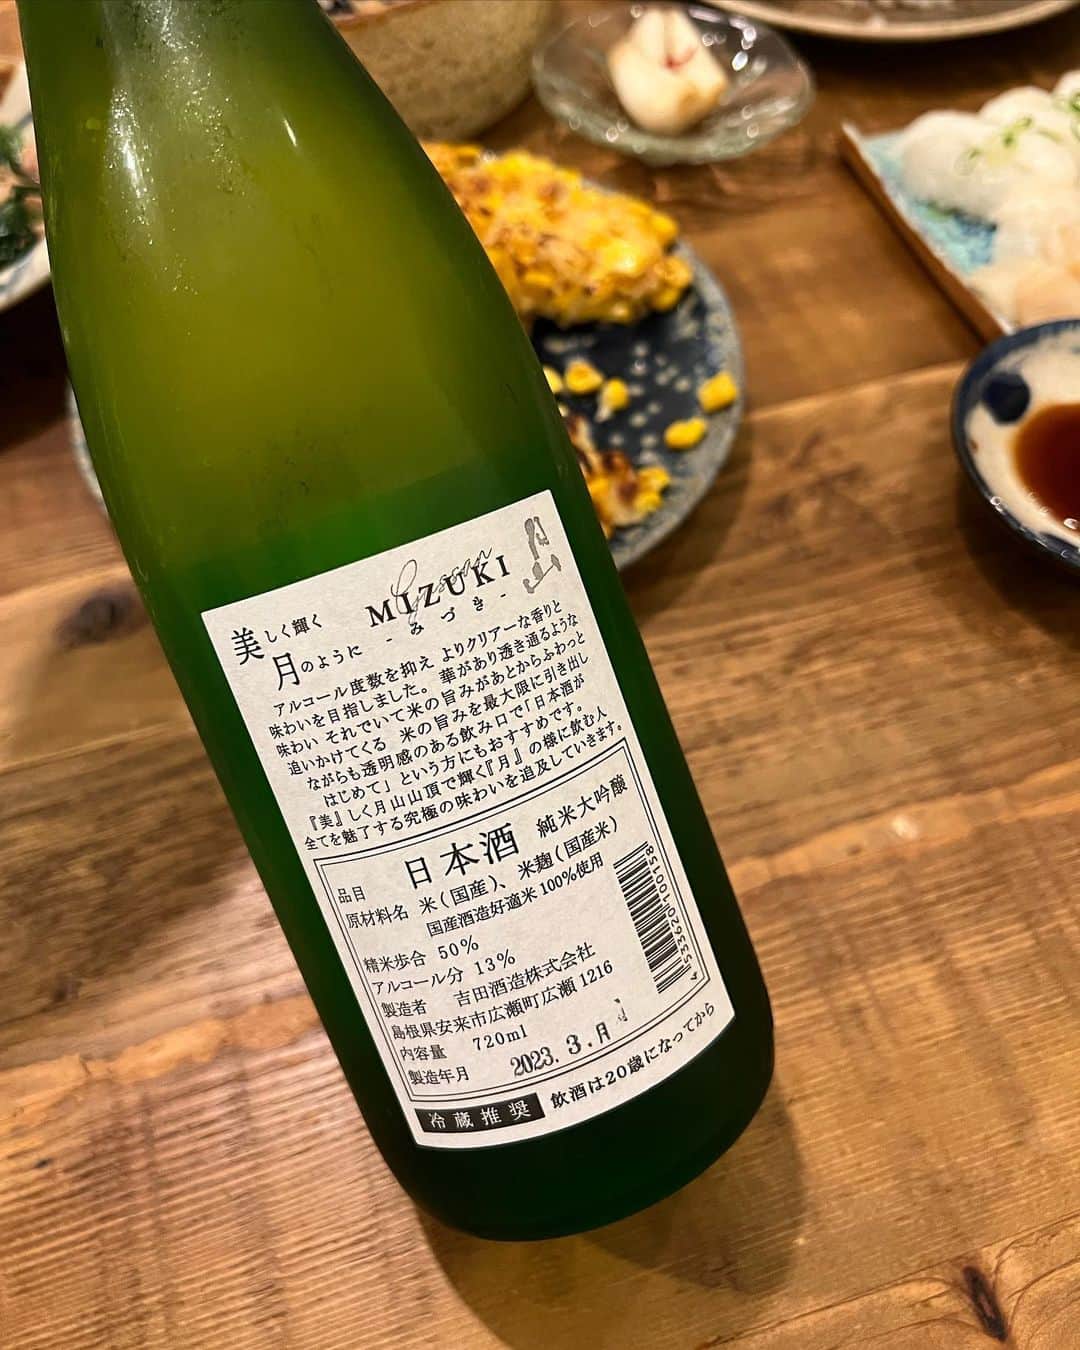 美しく輝く
月のように
Gassan
MIZUKI
-みづき-
月山
アルコール度数を抑え よりクリアーな香りと
味わいを目指しました。華があり透き通るような
味わい それでいて米の旨みがあとからふわっと
追いかけてくる 米の旨みを最大限に引き出し
ながらも透明感のある飲み口で「日本酒が
はじめて」という方にもおすすめです。
『美』しく月山山頂で輝く『月』の様に飲む人
全てを魅了する究極の味わいを追及していきます。
品目 日本酒 純米大吟醸
原材料名 米(国産)、米麹(国産米)
国産酒造好適米100%使用
精米歩合 50%
アルコール分 13%
製造者 吉田酒造株式会社
島根県安来市広瀬町広瀬1216
内容量 720ml
製造年月 2023.3.月
4533620100158
冷蔵推奨 飲酒は20歳になってから